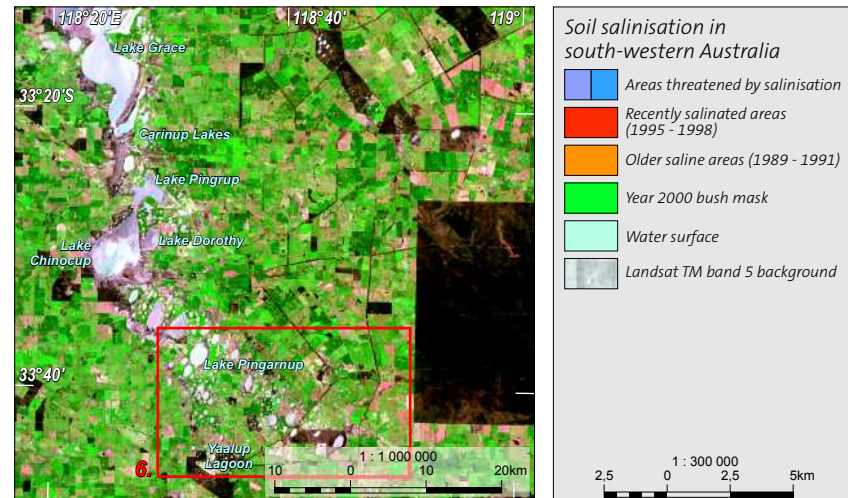 118°20'E
118°40'
119°
Lake Grace
33°20'S
Carinup Lakes
Lake Pingrup
Lake Dorothy
Lake
Chinocup
33°40'
Lake Pingarnup
Yaalup
Lagoon
6.
1 : 1 000 000
10 0 10 20km
Soil salinisation in
south-western Australia
Areas threatened by salinisation
Recently salinated areas
(1995 - 1998)
Older saline areas (1989 - 1991)
Year 2000 bush mask
Water surface
Landsat TM band 5 background
1 : 300 000
2,5 0 2,5 5km